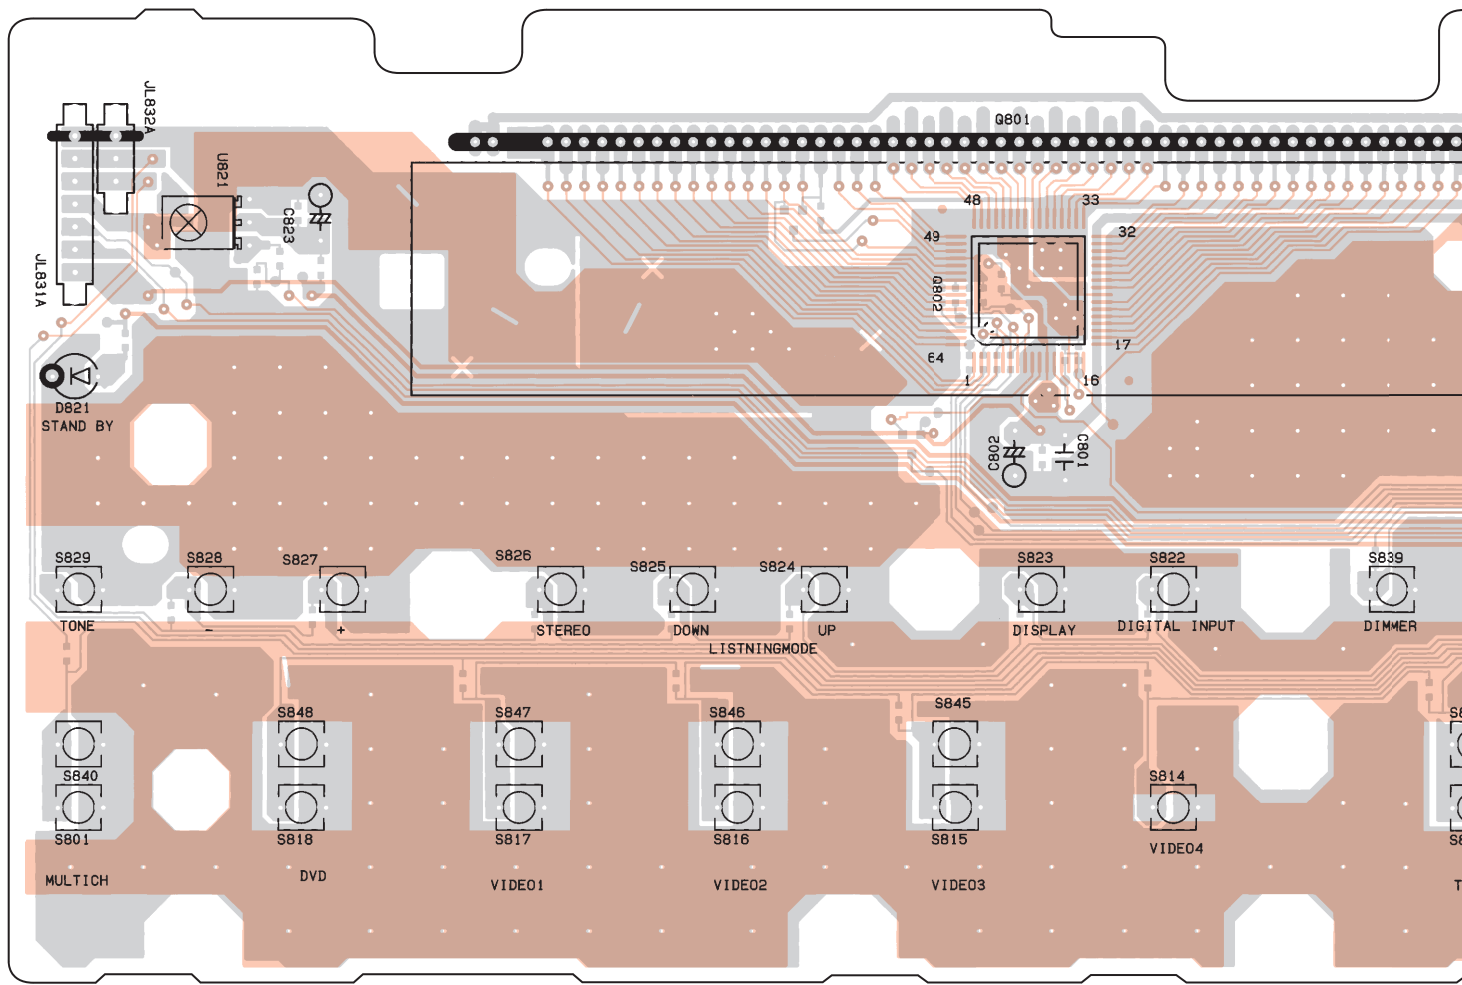 JL832A
Q801
U821
48
33
C823
49
32
JL831A
Q802
17
64
1
16
D821
STAND BY
C802
C801
S829
S828
S827
S826
S825
S824
S823
S822
S839
TONE
-
+
STEREO
DOWN
UP
DISPLAY
DIGITAL INPUT
DIMMER
LISTNINGMODE
S848
S847
S846
S845
S840
S814
S801
S818
S817
S816
S815
VIDEO4
MULTICH
DVD
VIDEO1
VIDEO2
VIDEO3